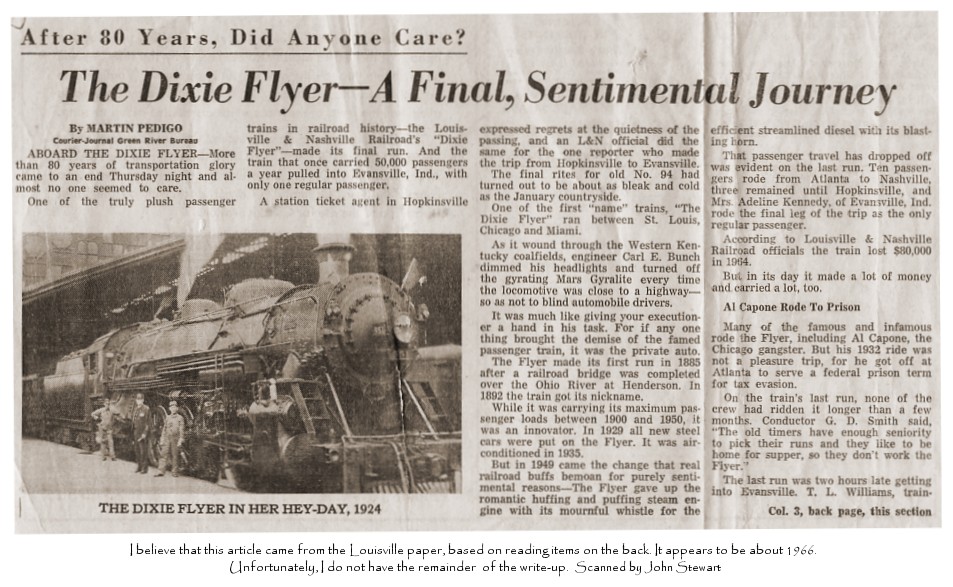 After 80 Years, Did Anyone Care?
The Dixie Flyer—A Final, Sentimental Journey
By MARTIN PEDIGO
Courier-Journal Green River Bureau
ABOARD THE DIXIE FLYER—More
than 80 years of transportation glory
came to an end Thursday night and al-
most no one seemed to care.
One of the truly plush passenger
trains in railroad history—the Louis-
ville & Nashville Railroad's "Dixie
Flyer"—made its final run. And the
train that once carried 50,000 passengers
a year pulled into Evansville, Ind., with
only one regular passenger.
A station ticket agent in Hopkinsville
THE DIXIE FLYER IN HER HEY-DAY, 1924
expressed regrets at the quietness of the
passing, and an L&N official did the
same for the one reporter who made
the trip from Hopkinsville to Evansville.
The final rites for old No. 94 had
turned out to be about as bleak and cold
as the January countryside.
One of the first "name" trains, "The
Dixie Flyer" ran between St. Louis,
Chicago and Miami.
As it wound through the Western Ken-
tucky coalfields, engineer Carl E. Bunch
dimmed his headlights and turned off
the gyrating Mars Gyralite every time
the locomotive was close to a highway—
so as not to blind automobile drivers.
It was much like giving your execution-
er a hand in his task. For if any one
thing brought the demise of the famed
passenger train, it was the private auto.
The Flyer made its first run in 1885
after a railroad bridge was completed
over the Ohio River at Henderson. In
1892 the train got its nickname.
While it was carrying its maximum pas-
senger loads between 1900 and 1950, it
was an innovator. In 1929 all new steel
cars were put on the Flyer. It was air-
conditioned in 1935.
But in 1949 came the change that real
railroad buffs bemoan for purely senti-
mental reasons—The Flyer gave up the
romantic huffing and puffing steam en-
gine with its mournful whistle for the
efficient streamlined diesel with its blast-
ing horn.
That passenger travel has dropped off
was evident on the last run. Ten passen-
gers rode from Atlanta to Nashville,
three remained until Hopkinsville, and
Mrs. Adeline Kennedy, of Evansville, Ind.
rode the final leg of the trip as the only
regular passenger.
According to Louisville & Nashville
Railroad officials the train lost $80,000
in 1964.
But in its day it made a lot of money
and carried a lot, too.
Al Capone Rode To Prison
Many of the famous and infamous
rode the Flyer, including Al Capone, the
Chicago gangster. But his 1932 ride was
not a pleasure trip, for he got off at
Atlanta to serve a federal prison term
for tax evasion.
On the train's last run, none of the
crew had ridden it longer than a few
months. Conductor G. D. Smith said,
"The old timers have enough seniority
to pick their runs and they like to be
home for supper, so they don't work the
Flyer."
The last run was two hours late getting
into Evansville. T. L. Williams, train-
Col. 3, back page, this section
I believe that this article came from the Louisville paper, based on reading items on the back. It appears to be about 1966.
Unfortunately, I do not have the remainder of the write-up. Scanned by John Stewart